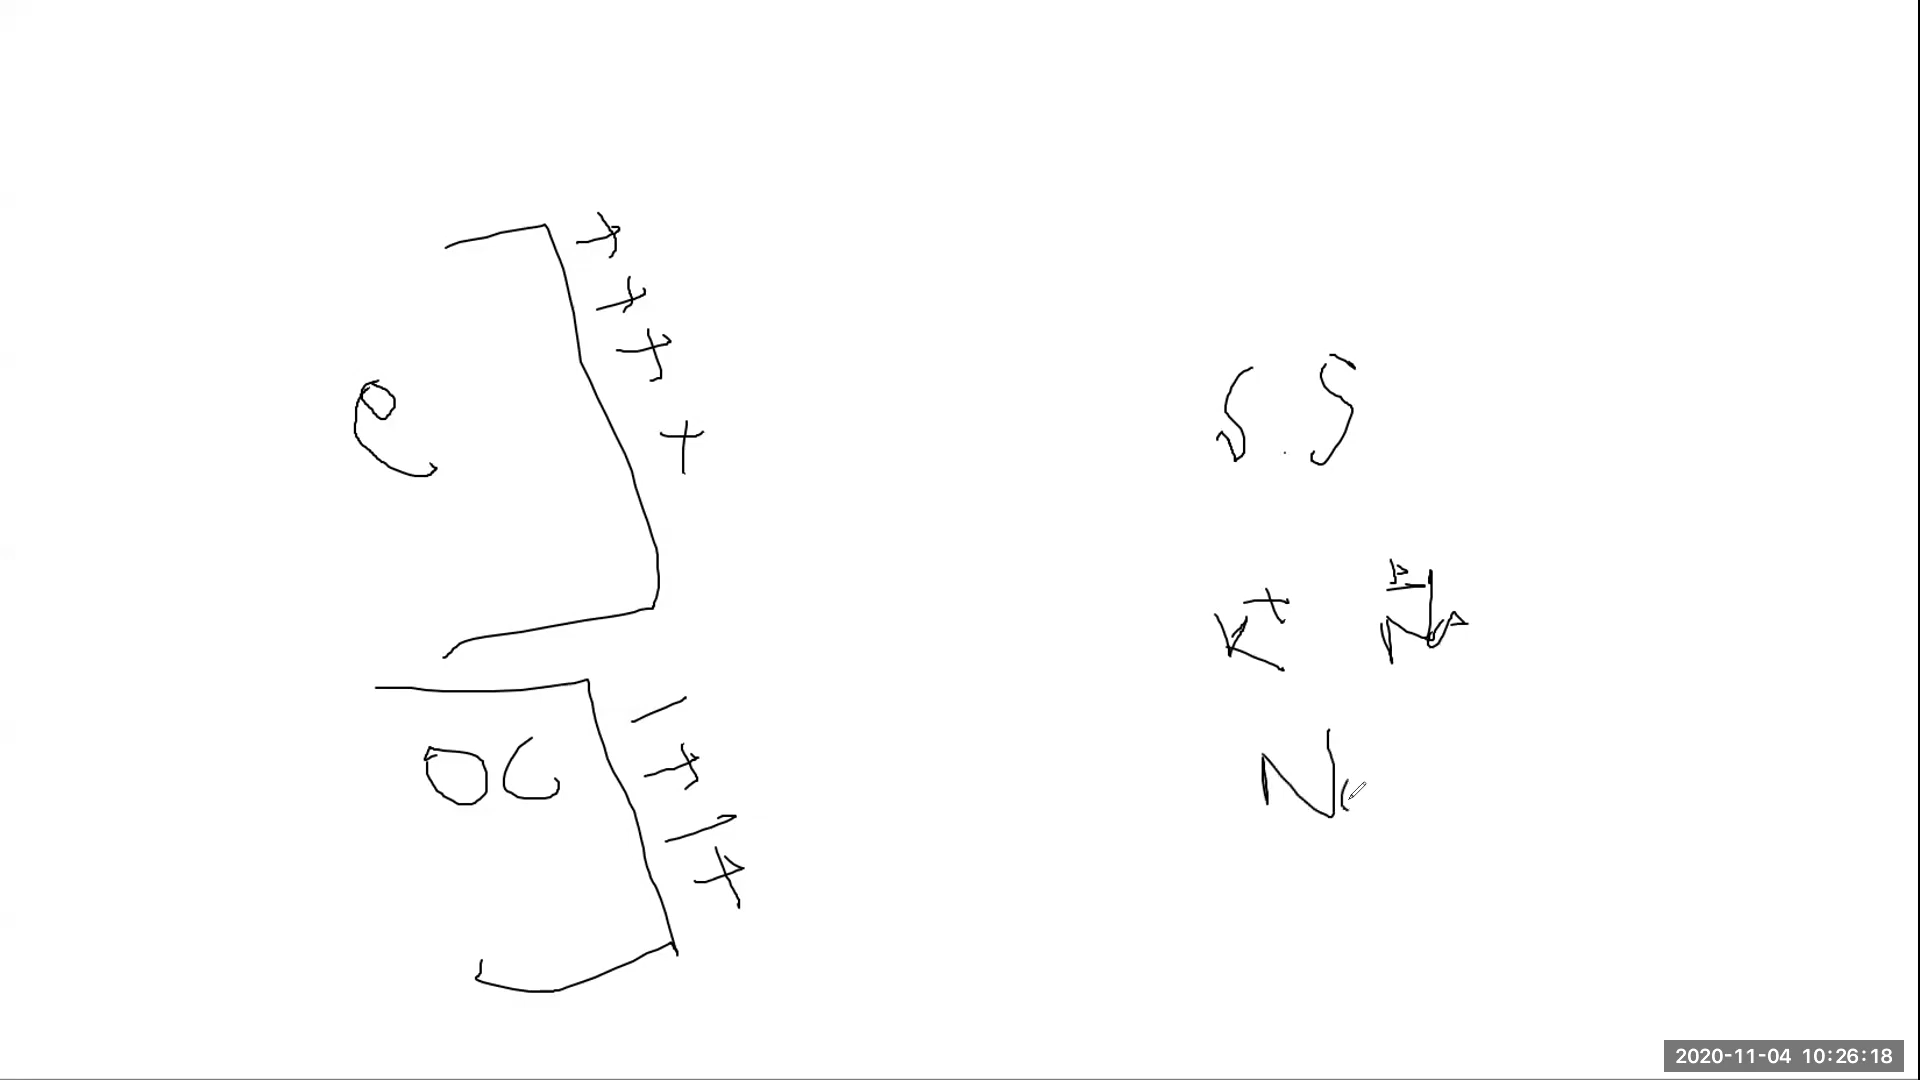 +
+
+
e
+
S.S
K+
OC
-
+
-
+
N
2020-11-04 10:26:18